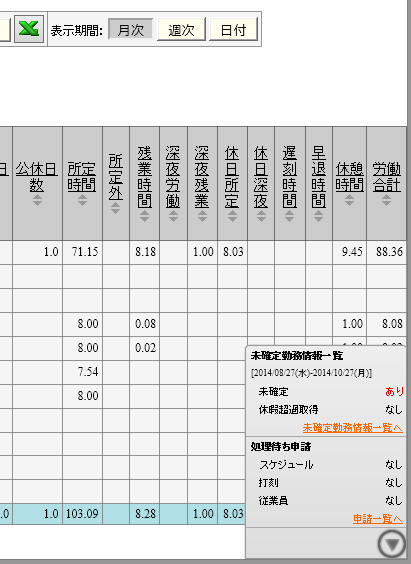 表示期間: 月次 週次 日付
日 公休日数 所定時間 所定外 残業時間 深夜労働 深夜残業 休日所定 休日深夜 遅刻時間 早退時間 休憩時間 労働合計
1.0 71.15 8.18 1.00 8.03 9.45 88.36
8.00 0.08 1.00 8.08
8.00 0.02
7.54
8.00
.0 1.0 103.09 8.28 1.00 8.03
未確定勤務情報一覧
[2014/08/27(水)-2014/10/27(月)]
未確定 あり
休暇超過取得 なし
未確定勤務情報一覧へ
処理待ち申請
スケジュール なし
打刻 なし
従業員 なし
申請一覧へ